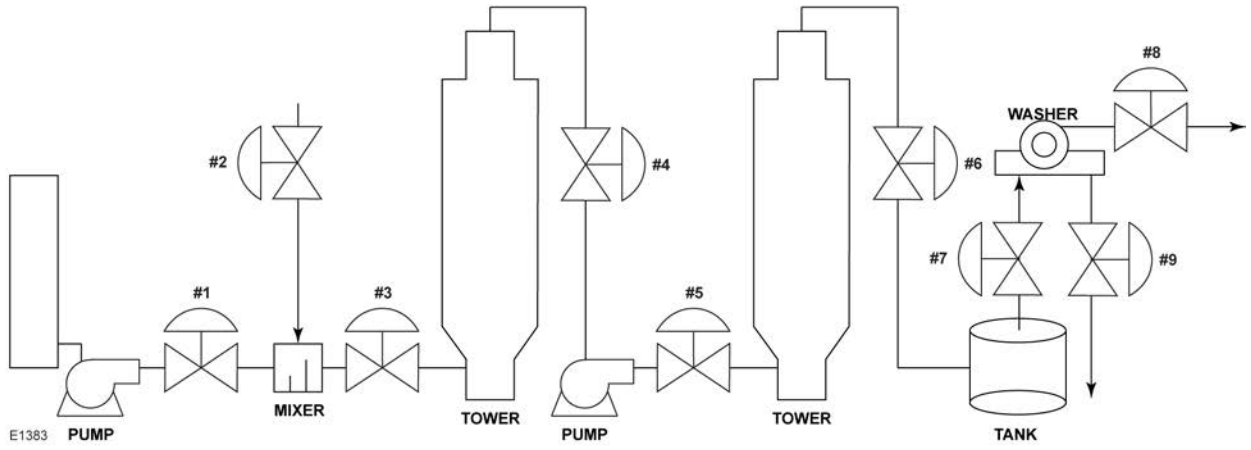 #8
WASHER
#2
#4
#6
#7
#9
#1
#3
#5
MIXER
TOWER
TOWER
E1383
PUMP
PUMP
TANK